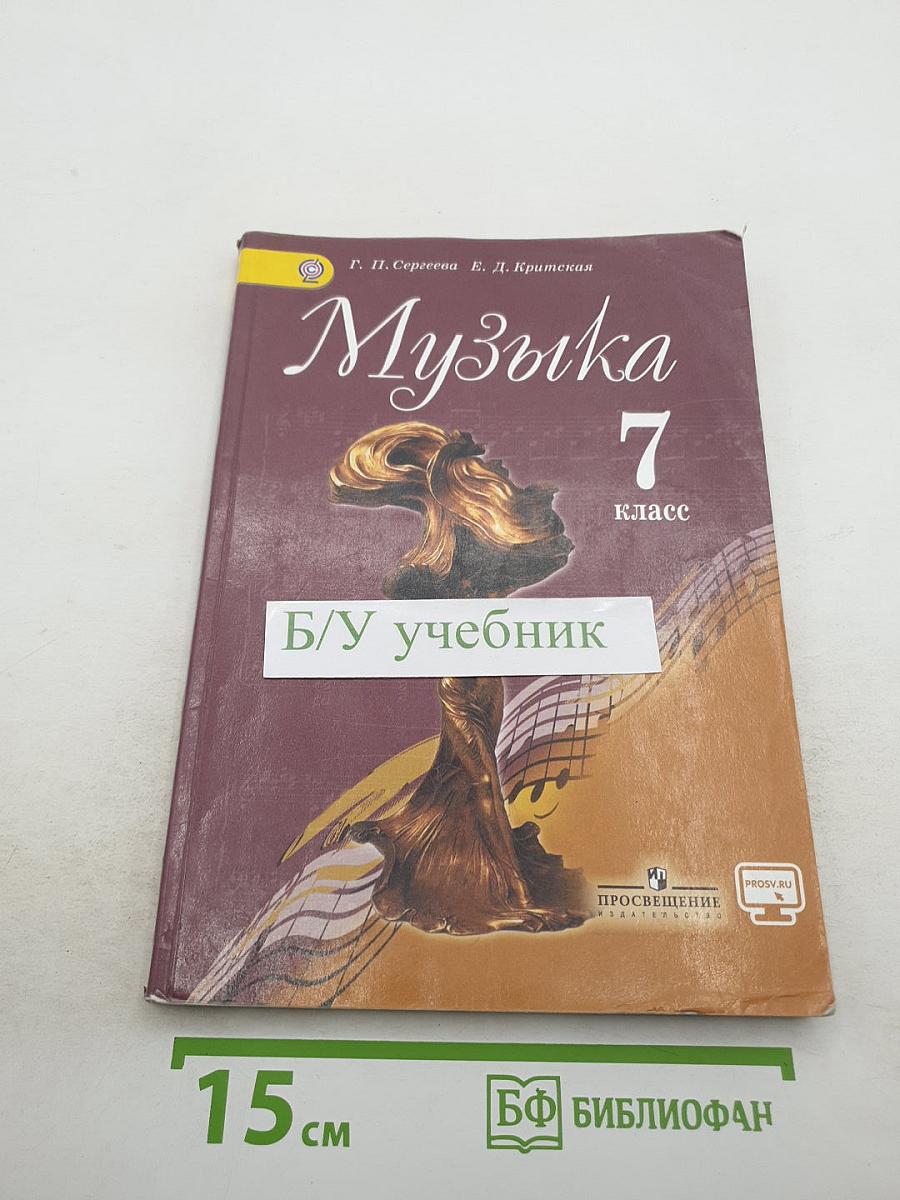 Г. П. Сергеева Е. Д. Критская
Музыка
7
класс
Б/У учебник
ПРОСВЕЩЕНИЕ
ИЗДАТЕЛЬСТВО
PROSV.RU
15 см
БФ БИБЛИОФАН